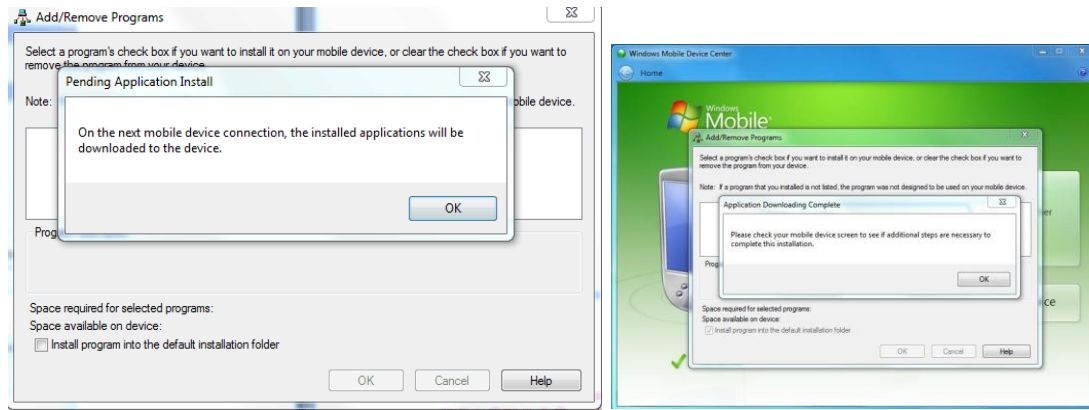 Add/Remove Programs
Select a program's check box if you want to install it on your mobile device, or clear the check box if you want to
remove the program from your device.
Pending Application Install
Note:
obile device.
On the next mobile device connection, the installed applications will be
downloaded to the device.
OK
Prog
Space required for selected programs:
Space available on device:
Install program into the default installation folder
OK Cancel Help
Windows Mobile Device Center
Home
Windows
Mobile
Add/Remove Programs
Select a program's check box if you want to install it on your mobile device, or clear the check box if you want to
remove the program from your device.
Note: If a program that you installed is not listed, the program was not designed to be used on your mobile device.
Application Downloading Complete
Please check your mobile device screen to see if additional steps are necessary to
complete this installation.
OK
Prog
Space required for selected programs:
Space available on device:
Install program into the default installation folder
OK Cancel Help
ier
ce